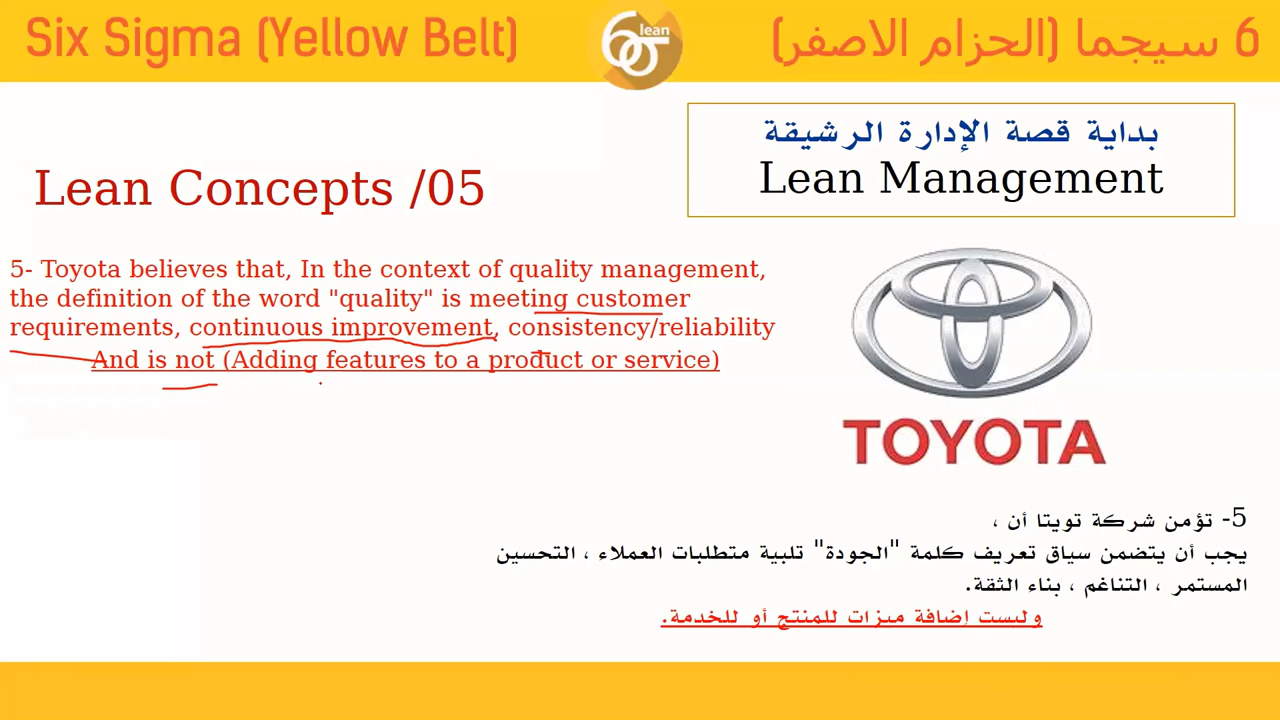 Six Sigma (Yellow Belt)
lean
6σ
6 سيجما (الحزام الاصفر)
بداية قصة الإدارة الرشيقة
Lean Management
Lean Concepts /05
5- Toyota believes that, In the context of quality management,
the definition of the word "quality" is meeting customer
requirements, continuous improvement, consistency/reliability
And is not (Adding features to a product or service)
TOYOTA
5- تؤمن شركة تويتا أن ،
يجب أن يتضمن سياق تعريف كلمة "الجودة" تلبية متطلبات العملاء ، التحسين
المستمر ، التناغم ، بناء الثقة.
وليست إضافة ميزات للمنتج أو للخدمة.